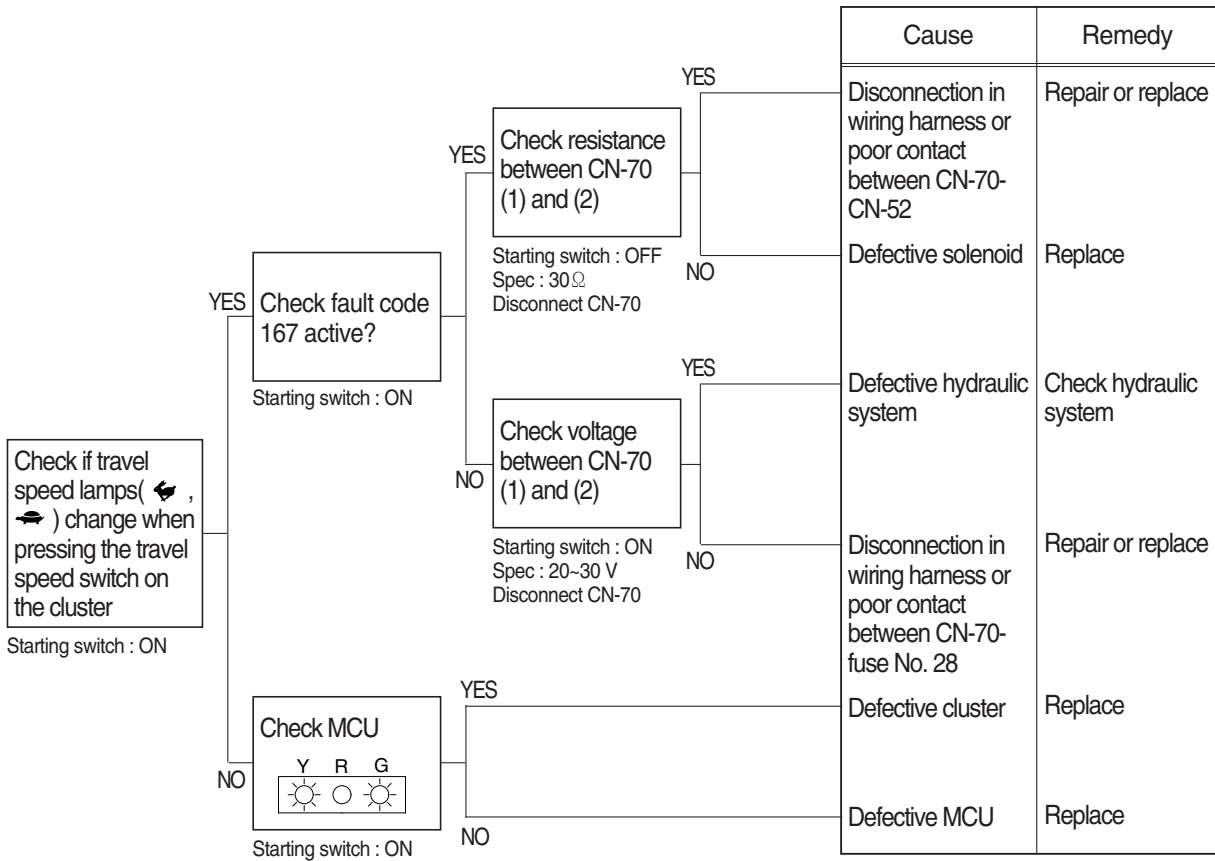 Cause
Remedy
YES
Disconnection in
wiring harness or
poor contact
between CN-70-
CN-52
Repair or replace
YES
Check resistance
between CN-70
(1) and (2)
Starting switch : OFF
Spec : 30Ω
Disconnect CN-70
NO
Defective solenoid
Replace
YES
Check fault code
167 active?
Starting switch : ON
YES
Defective hydraulic
system
Check hydraulic
system
NO
Check voltage
between CN-70
(1) and (2)
Starting switch : ON
Spec : 20~30 V
Disconnect CN-70
NO
Disconnection in
wiring harness or
poor contact
between CN-70-
fuse No. 28
Repair or replace
Check if travel
speed lamps( ,
) change when
pressing the travel
speed switch on
the cluster
Starting switch : ON
YES
Defective cluster
Replace
NO
Check MCU
Y R G
Starting switch : ON
NO
Defective MCU
Replace